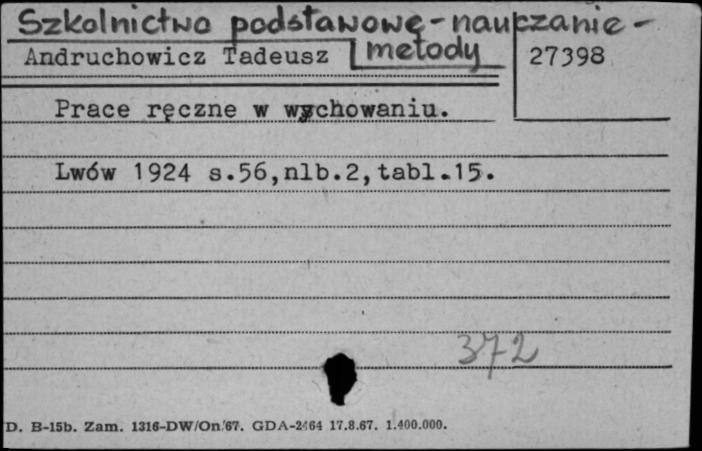 Szkolnictwo podstawowe - nauczanie -
metody
Andruchowicz Tadeusz
27398
Prace ręczne w wychowaniu.
Lwów 1924 s.56,nlb.2,tabl.15.
372
D. B-15b. Zam. 1316-DW/On/67. GDA-2464 17.8.67. 1.400.000.